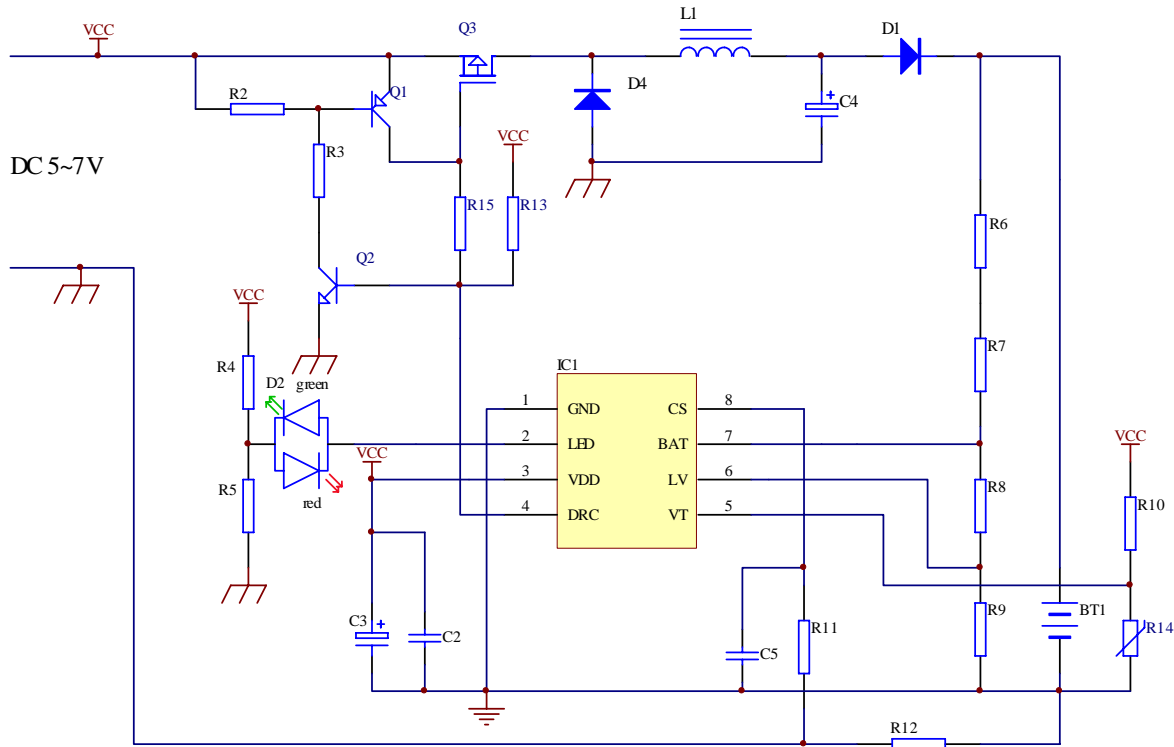 L1
Q3
D1
VCC
D4
Q1
R2
C4
VCC
DC 5~7V
R3
R15
R13
R6
Q2
VCC
R7
R4
IC1
D2
green
1
GND
CS
8
2
LED
BAT
7
VCC
VCC
3
VDD
LV
6
R5
red
R8
4
DRC
VT
5
R10
C3
C2
R11
R9
BT1
R14
C5
R12